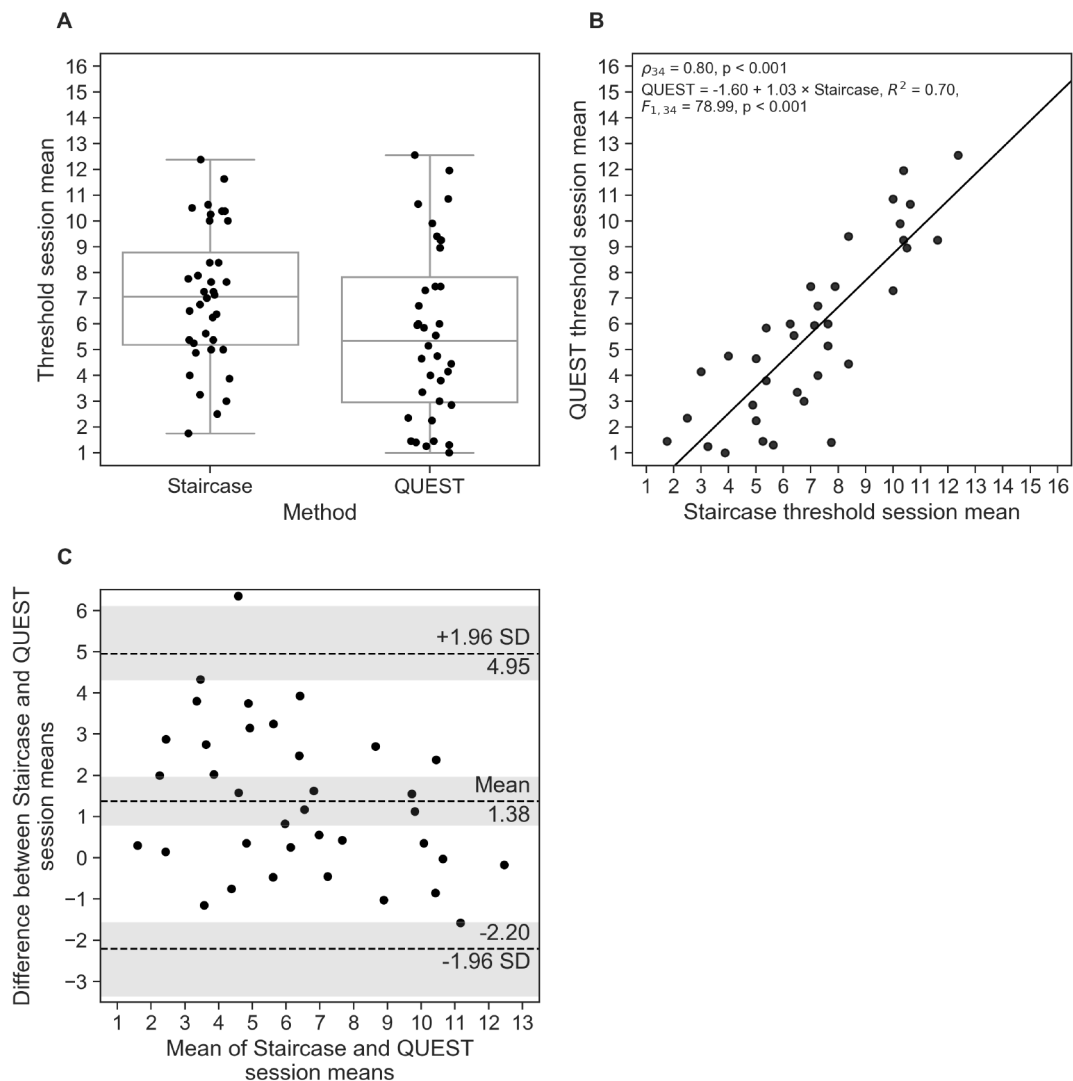 A
Threshold session mean
16
15
14
13
12
11
10
9
8
7
6
5
4
3
2
1
Staircase
QUEST
Method
B
QUEST threshold session mean
16
15
14
13
12
11
10
9
8
7
6
5
4
3
2
1
ρ34 = 0.80, p < 0.001
QUEST = -1.60 + 1.03 × Staircase, R² = 0.70,
F1, 34 = 78.99, p < 0.001
1 2 3 4 5 6 7 8 9 10 11 12 13 14 15 16
Staircase threshold session mean
C
Difference between Staircase and QUEST
session means
6
5
4
3
2
1
0
−1
−2
−3
+1.96 SD
4.95
Mean
1.38
-2.20
-1.96 SD
1 2 3 4 5 6 7 8 9 10 11 12 13
Mean of Staircase and QUEST
session means